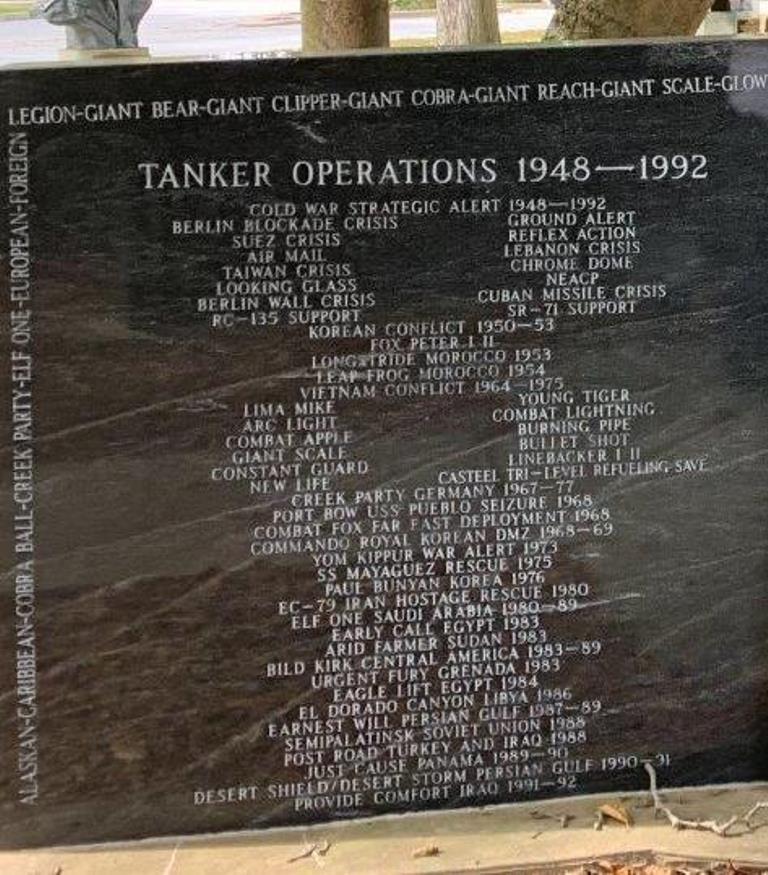 LEGION-GIANT BEAR-GIANT CLIPPER-GIANT COBRA-GIANT REACH-GIANT SCALE-GLOW
ALASKAN-CARIBBEAN-COBRA BALL-CREEK PARTY-ELF ONE-EUROPEAN-FOREIGN
TANKER OPERATIONS 1948—1992
COLD WAR STRATEGIC ALERT 1948—1992
BERLIN BLOCKADE CRISIS GROUND ALERT
SUEZ CRISIS REFLEX ACTION
AIR MAIL LEBANON CRISIS
TAIWAN CRISIS CHROME DOME
LOOKING GLASS NEACP
BERLIN WALL CRISIS CUBAN MISSILE CRISIS
RC-135 SUPPORT SR-71 SUPPORT
KOREAN CONFLICT 1950-53
FOX PETER I II
LONGSTRIDE MOROCCO 1953
LEAP FROG MOROCCO 1954
VIETNAM CONFLICT 1964-1975
LIMA MIKE YOUNG TIGER
ARC LIGHT COMBAT LIGHTNING
COMBAT APPLE BURNING PIPE
GIANT SCALE BULLET SHOT
CONSTANT GUARD LINEBACKER I II
NEW LIFE CASTEEL TRI-LEVEL REFUELING SAVE
CREEK PARTY GERMANY 1967-77
PORT BOW USS PUEBLO SEIZURE 1968
COMBAT FOX FAR EAST DEPLOYMENT 1968
COMMANDO ROYAL KOREAN DMZ 1968-69
YOM KIPPUR WAR ALERT 1973
SS MAYAGUEZ RESCUE 1975
PAUL BUNYAN KOREA 1976
EC-79 IRAN HOSTAGE RESCUE 1980
ELF ONE SAUDI ARABIA 1980-89
EARLY CALL EGYPT 1983
ARID FARMER SUDAN 1983
BILD KIRK CENTRAL AMERICA 1983-89
URGENT FURY GRENADA 1983
EAGLE LIFT EGYPT 1984
EL DORADO CANYON LIBYA 1986
EARNEST WILL PERSIAN GULF 1987-89
SEMIPALATINSK SOVIET UNION 1988
POST ROAD TURKEY AND IRAQ 1988
JUST CAUSE PANAMA 1989-90
DESERT SHIELD/DESERT STORM PERSIAN GULF 1990-91
PROVIDE COMFORT IRAQ 1991-92